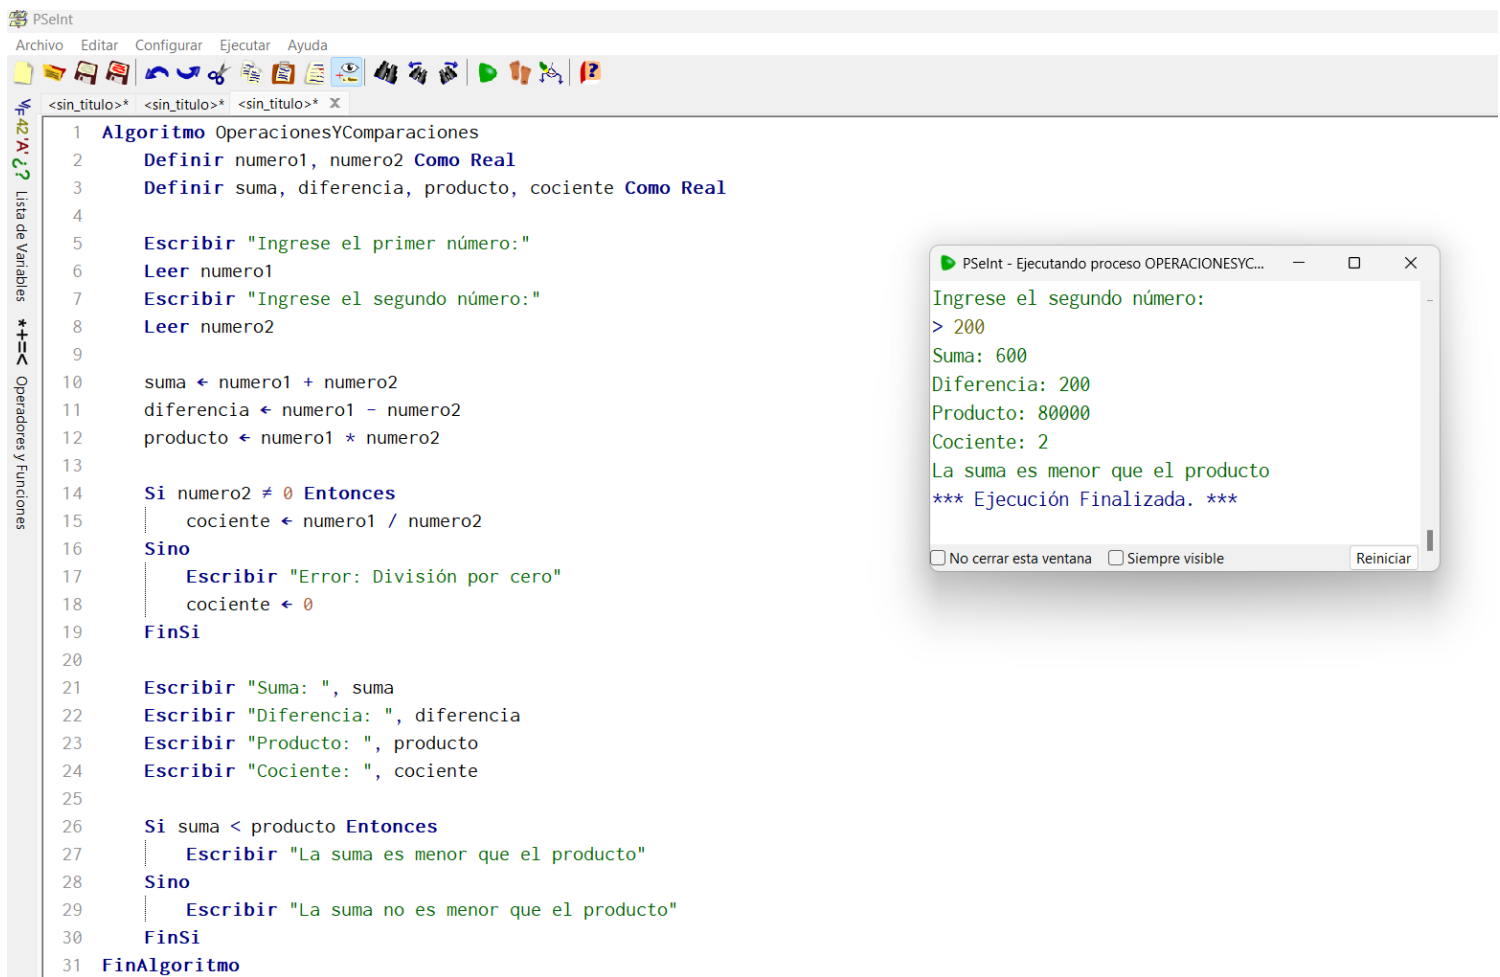 PSeInt
Archivo Editar Configurar Ejecutar Ayuda
<sin_titulo>* <sin_titulo>* <sin_titulo>* X
42 'A' ¿? Lista de Variables
*+=< Operadores y Funciones
1 Algoritmo OperacionesYComparaciones
2 Definir numero1, numero2 Como Real
3 Definir suma, diferencia, producto, cociente Como Real
4
5 Escribir "Ingrese el primer número:"
6 Leer numero1
7 Escribir "Ingrese el segundo número:"
8 Leer numero2
9
10 suma ← numero1 + numero2
11 diferencia ← numero1 - numero2
12 producto ← numero1 * numero2
13
14 Si numero2 ≠ 0 Entonces
15 cociente ← numero1 / numero2
16 Sino
17 Escribir "Error: División por cero"
18 cociente ← 0
19 FinSi
20
21 Escribir "Suma: ", suma
22 Escribir "Diferencia: ", diferencia
23 Escribir "Producto: ", producto
24 Escribir "Cociente: ", cociente
25
26 Si suma < producto Entonces
27 Escribir "La suma es menor que el producto"
28 Sino
29 Escribir "La suma no es menor que el producto"
30 FinSi
31 FinAlgoritmo
PSeInt - Ejecutando proceso OPERACIONESYC...
Ingrese el segundo número:
> 200
Suma: 600
Diferencia: 200
Producto: 80000
Cociente: 2
La suma es menor que el producto
*** Ejecución Finalizada. ***
No cerrar esta ventana Siempre visible Reiniciar